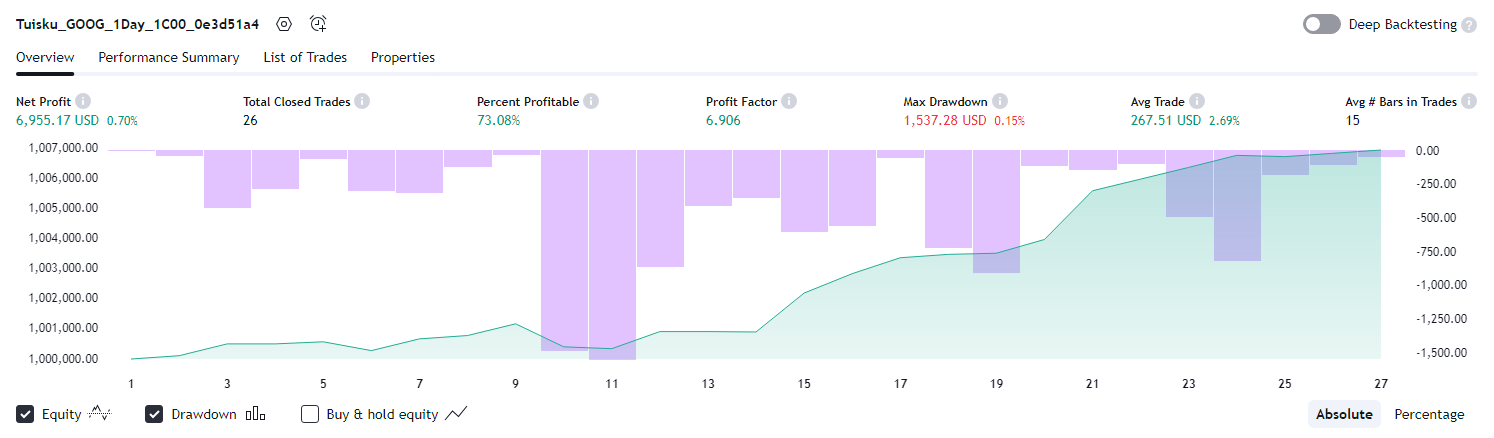 Tuisku_GOOG_1Day_1C00_0e3d51a4
Deep Backtesting ?
Overview Performance Summary List of Trades Properties
Net Profit i Total Closed Trades i Percent Profitable i Profit Factor i Max Drawdown i Avg Trade i Avg # Bars in Trades i
6,955.17 USD 0.70% 26 73.08% 6.906 1,537.28 USD 0.15% 267.51 USD 2.69% 15
1,007,000.00 0.00
1,006,000.00 -250.00
1,005,000.00 -500.00
1,004,000.00 -750.00
1,003,000.00 -1,000.00
1,002,000.00 -1,250.00
1,001,000.00
1,000,000.00 -1,500.00
1 3 5 7 9 11 13 15 17 19 21 23 25 27
Equity Drawdown Buy & hold equity Absolute Percentage